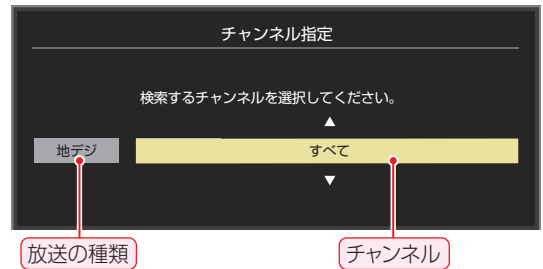 チャンネル指定
検索するチャンネルを選択してください。
▲
地デジ すべて
▼
放送の種類 チャンネル